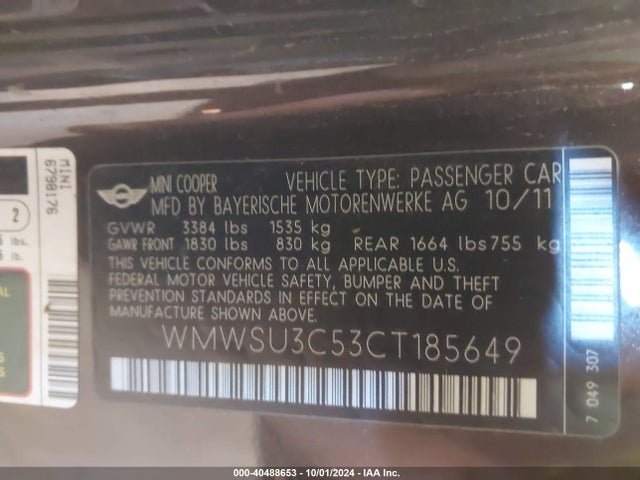 MINI COOPER VEHICLE TYPE: PASSENGER CAR
MFD BY BAYERISCHE MOTORENWERKE AG 10/11
GVWR 3384 lbs 1535 kg
GAWR FRONT 1830 lbs 830 kg REAR 1664 lbs 755 kg
THIS VEHICLE CONFORMS TO ALL APPLICABLE U.S.
FEDERAL MOTOR VEHICLE SAFETY, BUMPER AND THEFT
PREVENTION STANDARDS IN EFFECT ON THE DATE OF
MANUFACTURE SHOWN ABOVE.
WMWSU3C53CT185649
7 049 307
MINI
6798176
2
lbs.
lb.
000-40488653 - 10/01/2024 - IAA Inc.